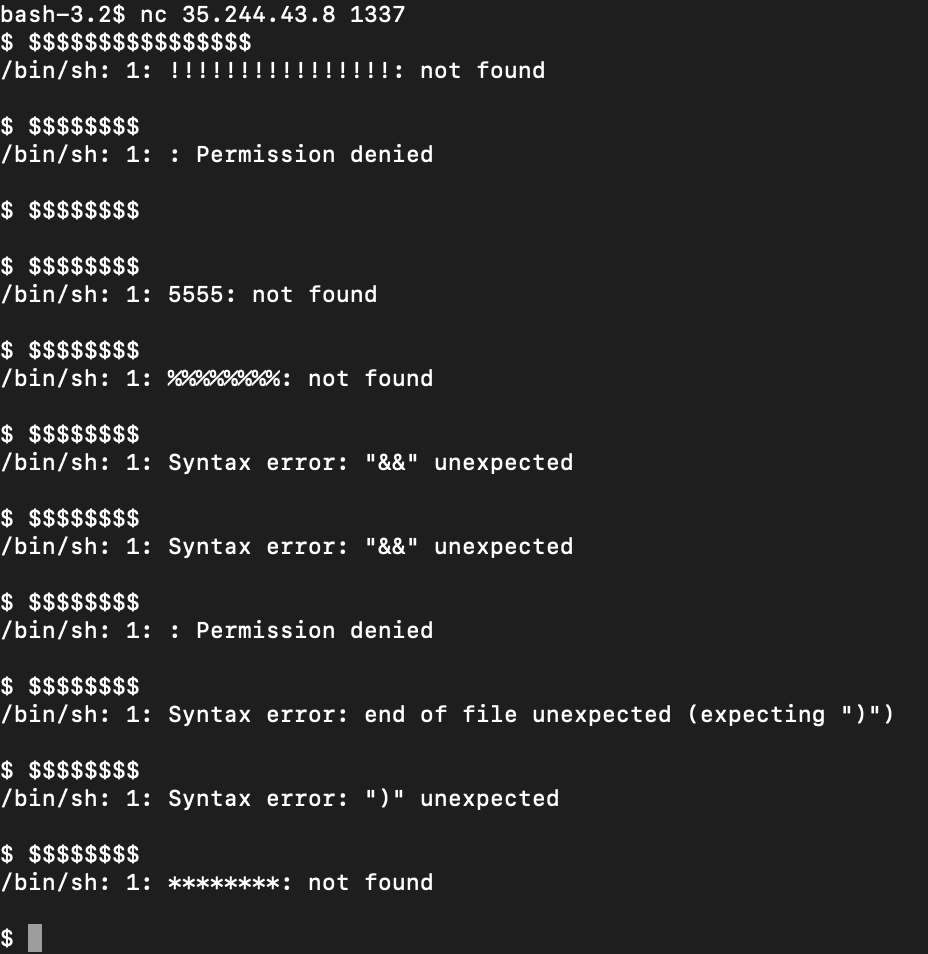 bash-3.2$ nc 35.244.43.8 1337
$ $$$$$$$$$$$$$$$$
/bin/sh: 1: !!!!!!!!!!!!!!!!: not found
$ $$$$$$$$
/bin/sh: 1: : Permission denied
$ $$$$$$$$
$ $$$$$$$$
/bin/sh: 1: 5555: not found
$ $$$$$$$$
/bin/sh: 1: %%%%%%%%: not found
$ $$$$$$$$
/bin/sh: 1: Syntax error: "&&" unexpected
$ $$$$$$$$
/bin/sh: 1: Syntax error: "&&" unexpected
$ $$$$$$$$
/bin/sh: 1: : Permission denied
$ $$$$$$$$
/bin/sh: 1: Syntax error: end of file unexpected (expecting ")")
$ $$$$$$$$
/bin/sh: 1: Syntax error: ")" unexpected
$ $$$$$$$$
/bin/sh: 1: ********: not found
$